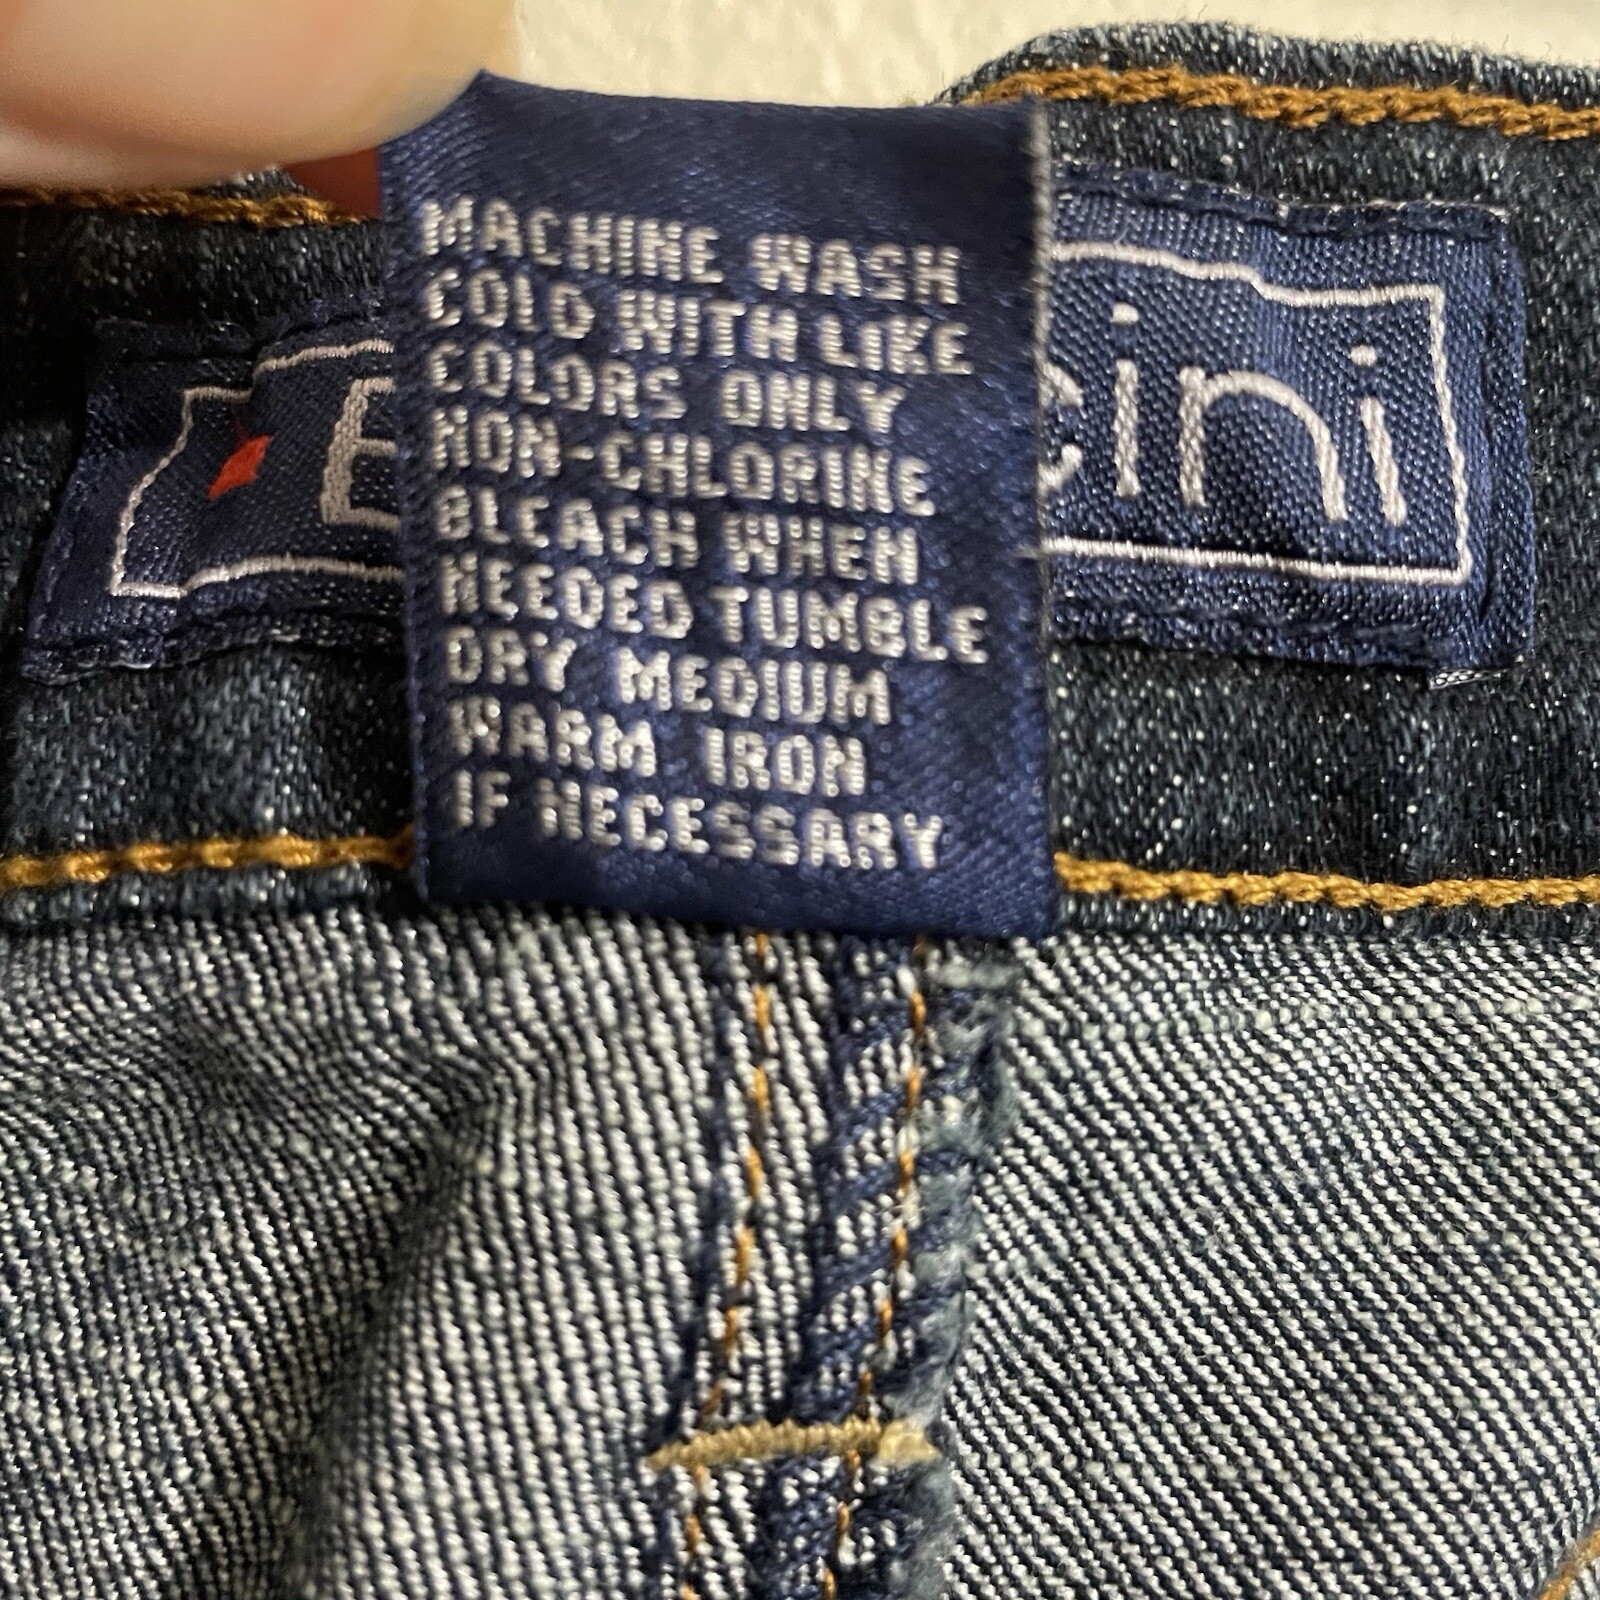 MACHINE WASH
COLD WITH LIKE
COLORS ONLY
NON-CHLORINE
BLEACH WHEN
NEEDED TUMBLE
DRY MEDIUM
WARM IRON
IF NECESSARY